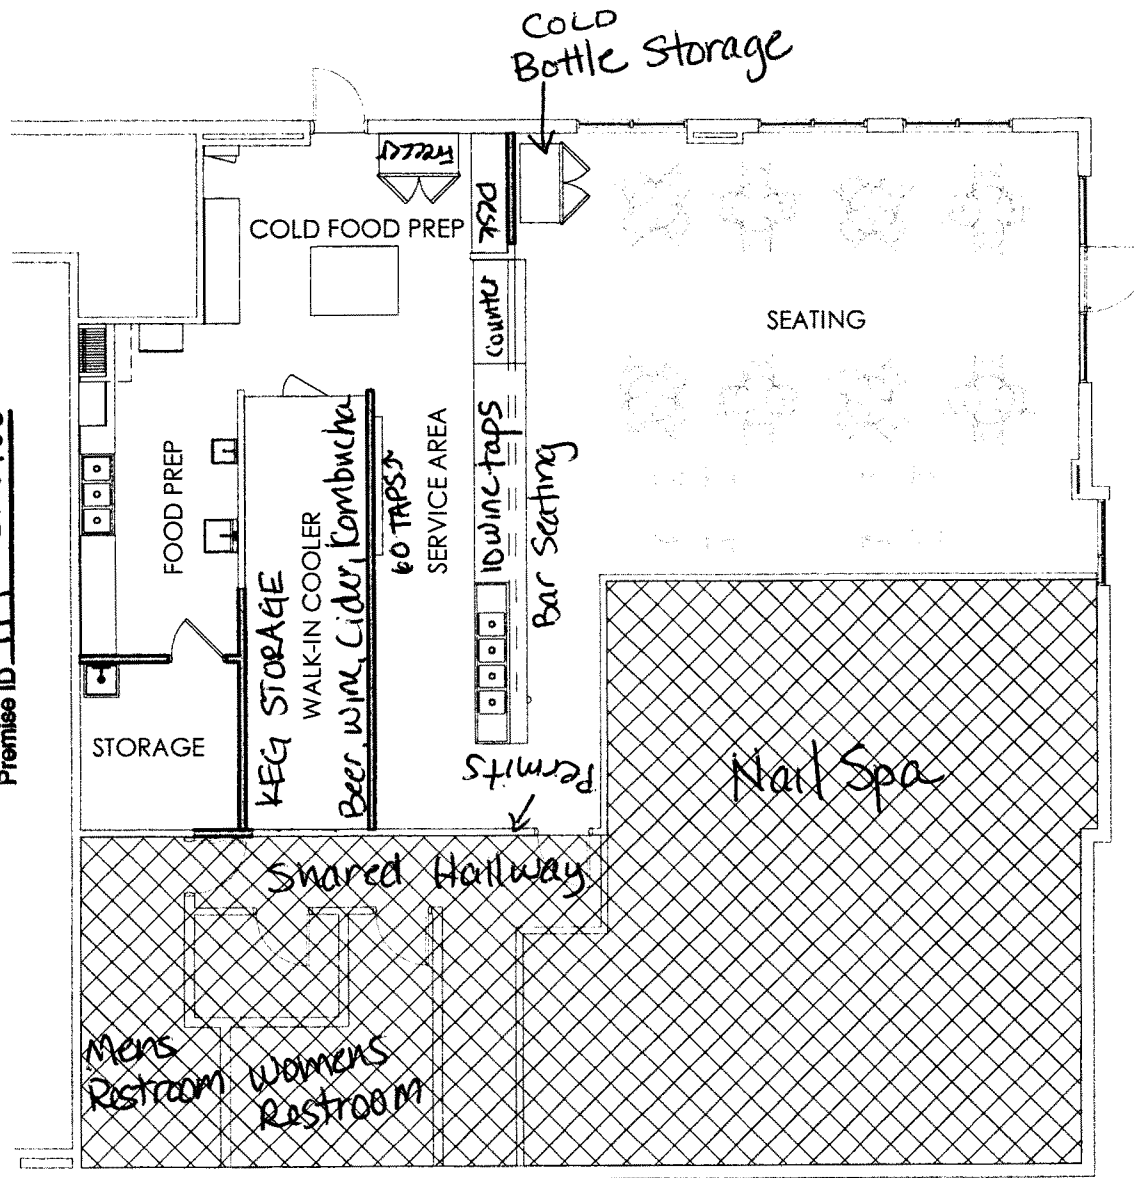 COLD
Bottle Storage
Freezer
Desk
COLD FOOD PREP
Counter
SEATING
FOOD PREP
KEG STORAGE
WALK-IN COOLER
Beer, Wine, Cider, Kombucha
60 TAPS
SERVICE AREA
10 wine taps
Bar Seating
Premise ID
STORAGE
Permits
Nail Spa
Shared Hallway
Mens
Restroom
Womens
Restroom